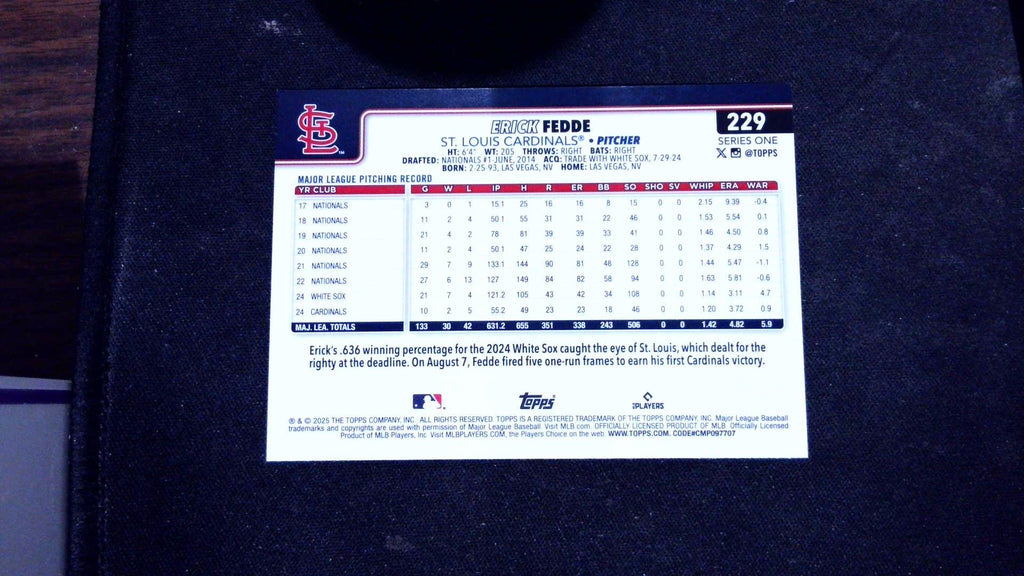 ERICK FEDDE
229
ST. LOUIS CARDINALS® • PITCHER
SERIES ONE
HT: 6'4" WT: 205 THROWS: RIGHT BATS: RIGHT
@TOPPS
DRAFTED: NATIONALS #1 JUNE, 2014 ACQ: TRADE WITH WHITE SOX, 7-29-24
BORN: 2-25-93, LAS VEGAS, NV HOME: LAS VEGAS, NV
MAJOR LEAGUE PITCHING RECORD
YR CLUB G W L IP H R ER BB SO SHO SV WHIP ERA WAR
17 NATIONALS 3 0 1 15.1 25 16 16 8 15 0 0 2.15 9.39 -0.4
18 NATIONALS 11 2 4 50.1 55 31 31 22 46 0 0 1.53 5.54 0.1
19 NATIONALS 21 4 2 78 81 39 39 33 41 0 0 1.46 4.50 0.8
20 NATIONALS 11 2 4 50.1 47 25 24 22 28 0 0 1.37 4.29 1.5
21 NATIONALS 29 7 9 133.1 144 90 81 48 128 0 0 1.44 5.47 -1.1
22 NATIONALS 27 6 13 127 149 84 82 58 94 0 0 1.63 5.81 -0.6
24 WHITE SOX 21 7 4 121.2 105 43 42 34 108 0 0 1.14 3.11 4.7
24 CARDINALS 10 2 5 55.2 49 23 23 18 46 0 0 1.20 3.72 0.9
MAJ. LEA. TOTALS 133 30 42 631.2 655 351 338 243 506 0 0 1.42 4.82 5.9
Erick's .636 winning percentage for the 2024 White Sox caught the eye of St. Louis, which dealt for the
righty at the deadline. On August 7, Fedde fired five one-run frames to earn his first Cardinals victory.
Topps
PLAYERS
® & © 2025 THE TOPPS COMPANY, INC. ALL RIGHTS RESERVED. TOPPS IS A REGISTERED TRADEMARK OF THE TOPPS COMPANY, INC. Major League Baseball
trademarks and copyrights are used with permission of Major League Baseball. Visit MLB.com. OFFICIALLY LICENSED PRODUCT OF MLB. Officially Licensed
Product of MLB Players, Inc. Visit MLBPLAYERS.COM, the Players Choice on the web. WWW.TOPPS.COM. CODE#CMP097707